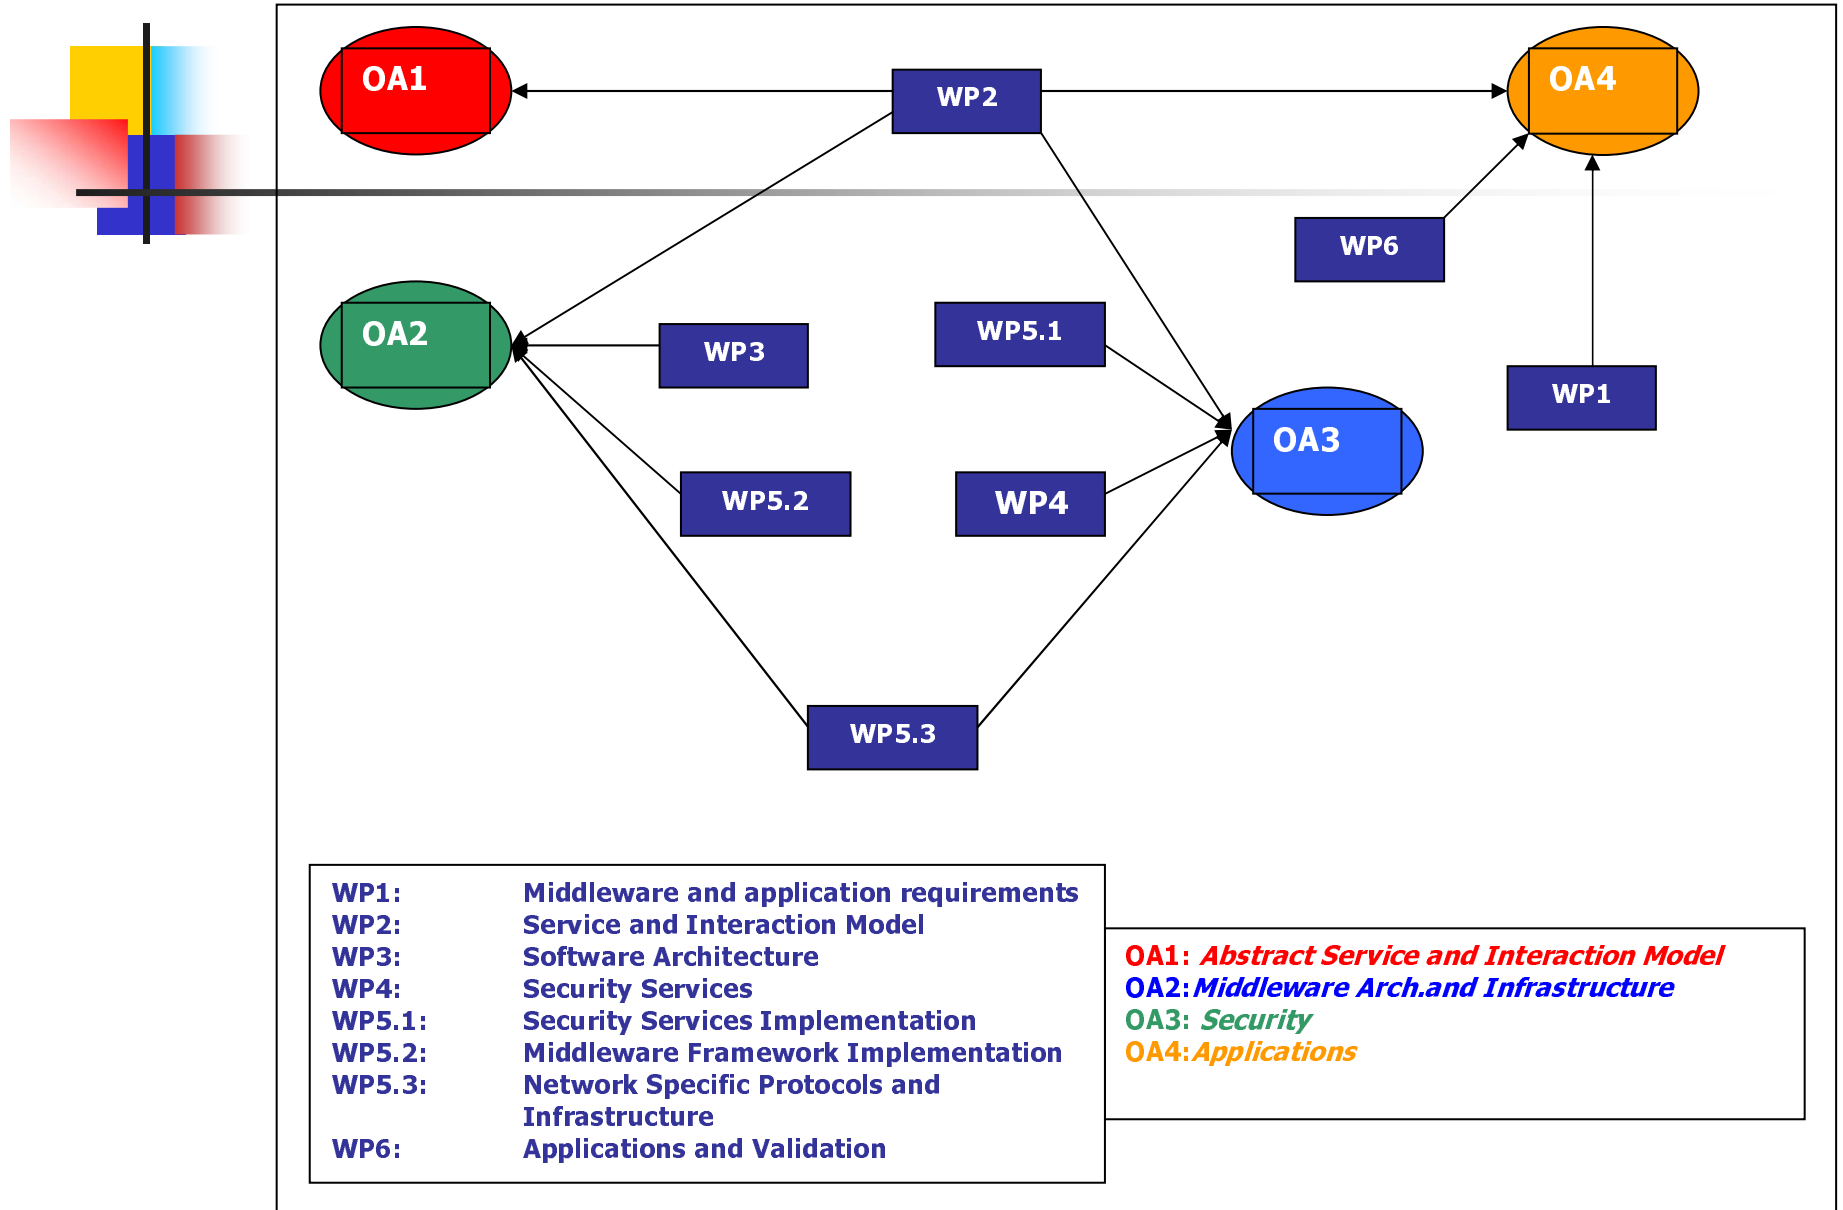 OA1
WP2
OA4
WP6
OA2
WP3
WP5.1
WP1
OA3
WP5.2
WP4
WP5.3
WP1: Middleware and application requirements
WP2: Service and Interaction Model
WP3: Software Architecture
WP4: Security Services
WP5.1: Security Services Implementation
WP5.2: Middleware Framework Implementation
WP5.3: Network Specific Protocols and
Infrastructure
WP6: Applications and Validation
OA1: Abstract Service and Interaction Model
OA2:Middleware Arch.and Infrastructure
OA3: Security
OA4:Applications